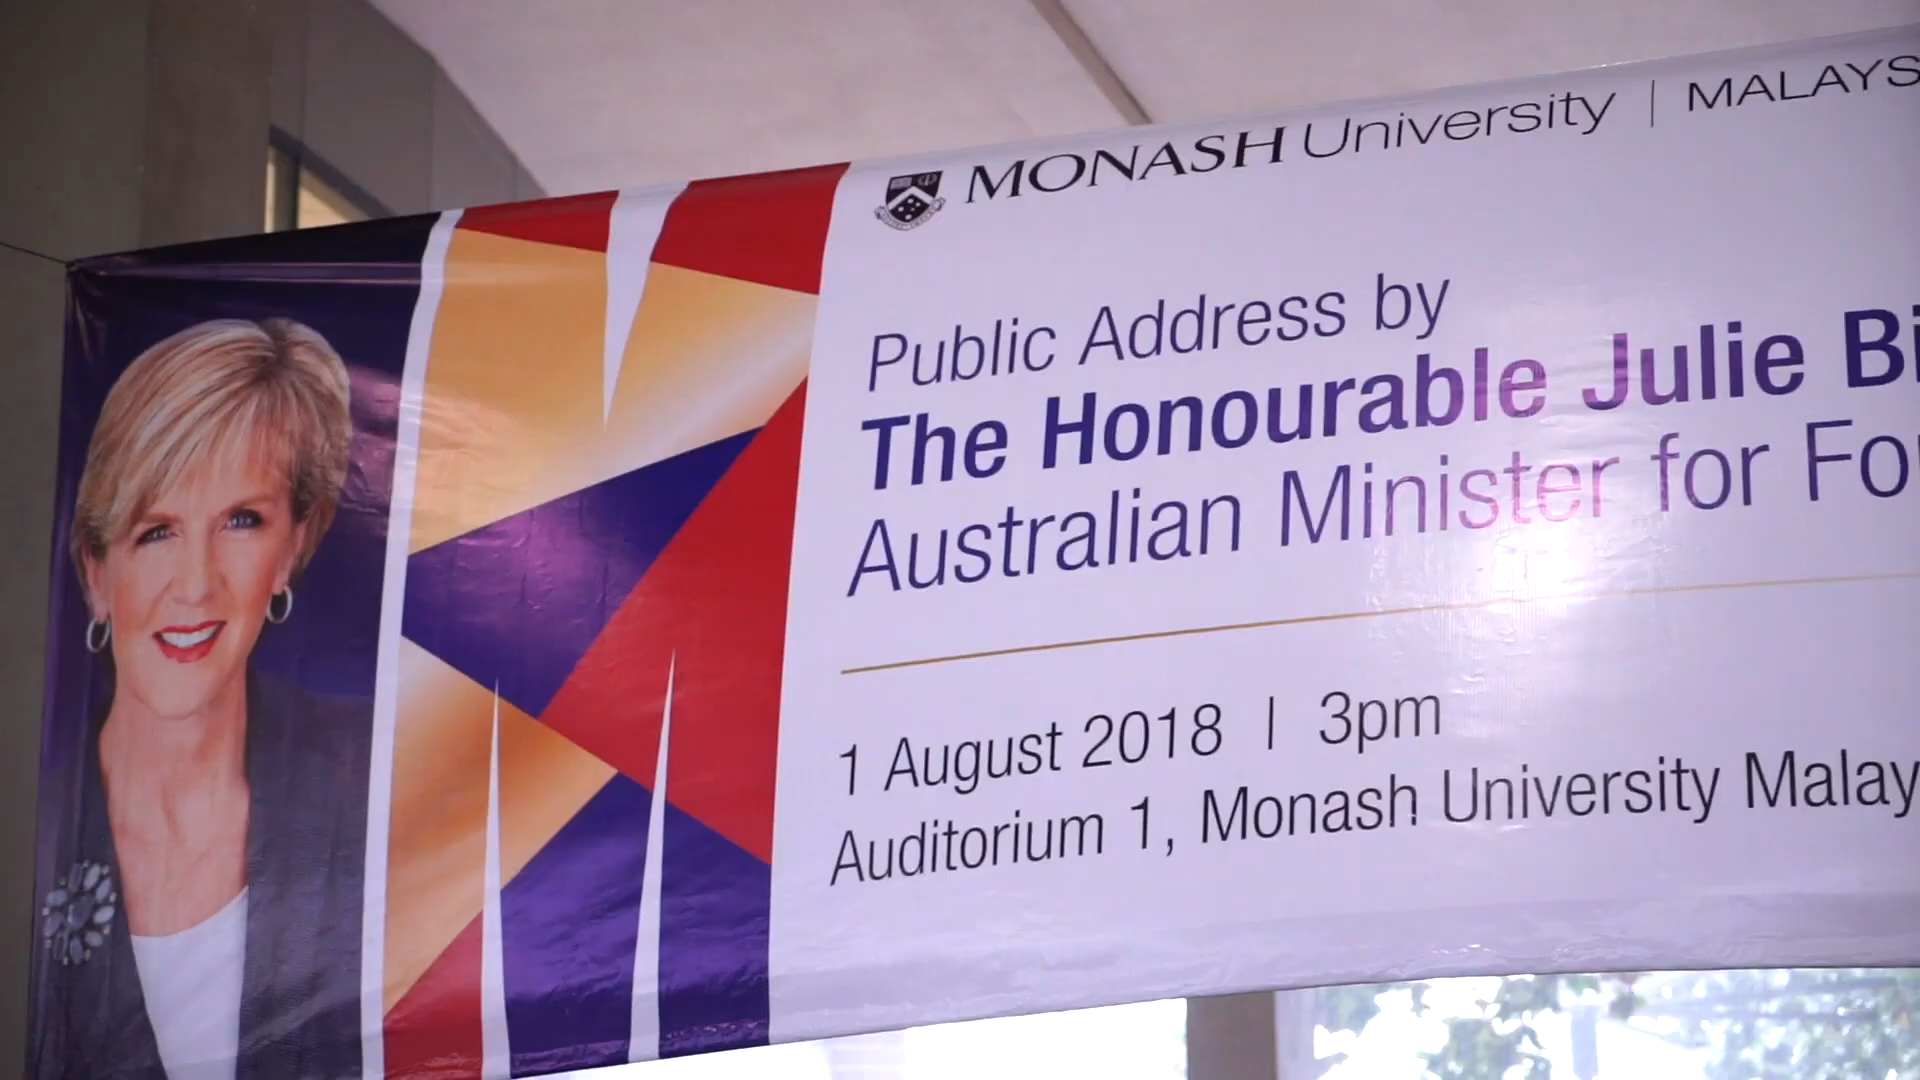 MONASH University | MALAYS
Public Address by
The Honourable Julie Bi
Australian Minister for Fo
1 August 2018 | 3pm
Auditorium 1, Monash University Malay